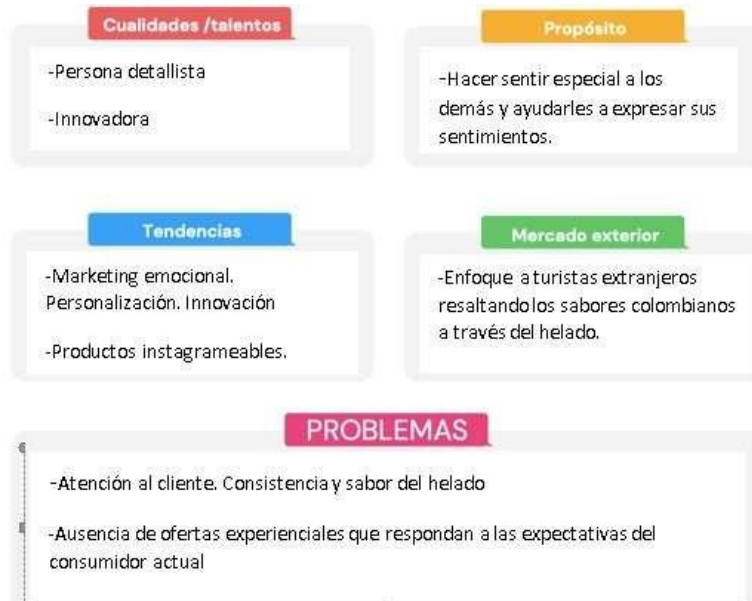 Cualidades /talentos
-Persona detallista
-Innovadora
Propósito
-Hacer sentir especial a los
demás y ayudarles a expresar sus
sentimientos.
Tendencias
-Marketing emocional.
Personalización. Innovación
-Productos instagrameables.
Mercado exterior
-Enfoque a turistas extranjeros
resaltando los sabores colombianos
a través del helado.
PROBLEMAS
-Atención al cliente. Consistencia y sabor del helado
-Ausencia de ofertas experienciales que respondan a las expectativas del
consumidor actual